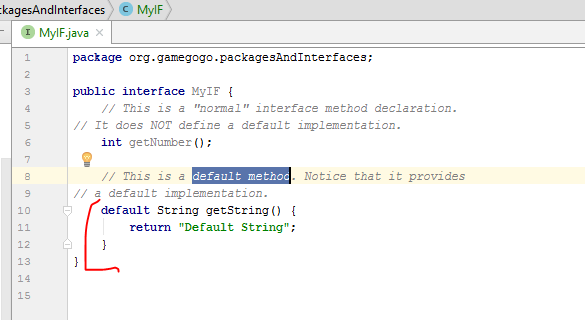 ckagesAndInterfaces MyIF
MyIF.java
1 package org.gamegogo.packagesAndInterfaces;
2
3 public interface MyIF {
4 // This is a "normal" interface method declaration.
5 // It does NOT define a default implementation.
6 int getNumber();
7
8 // This is a default method. Notice that it provides
9 // a default implementation.
10 default String getString() {
11 return "Default String";
12 }
13 }
14
15